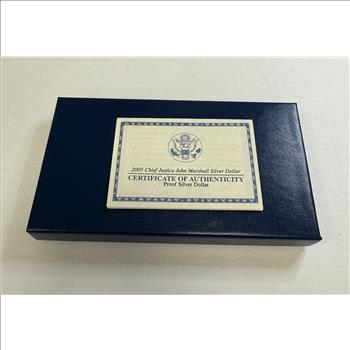 2005 Chief Justice John Marshall Silver Dollar
CERTIFICATE OF AUTHENTICITY
Proof Silver Dollar